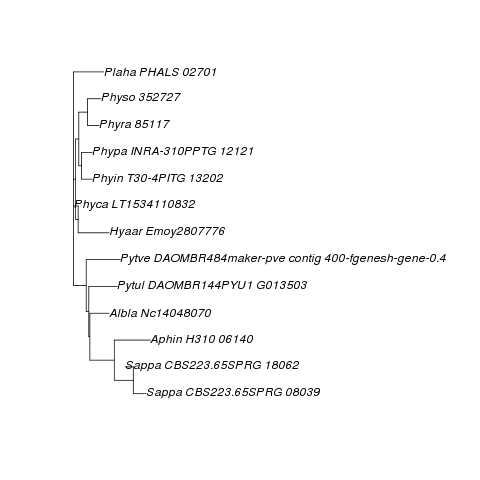 Plaha PHALS 02701
Physo 352727
Phyra 85117
Phypa INRA-310PPTG 12121
Phyin T30-4PITG 13202
Phyca LT1534110832
Hyaar Emoy2807776
Pytve DAOMBR484maker-pve contig 400-fgenesh-gene-0.4
Pytul DAOMBR144PYU1 G013503
Albla Nc14048070
Aphin H310 06140
Sappa CBS223.65SPRG 18062
Sappa CBS223.65SPRG 08039